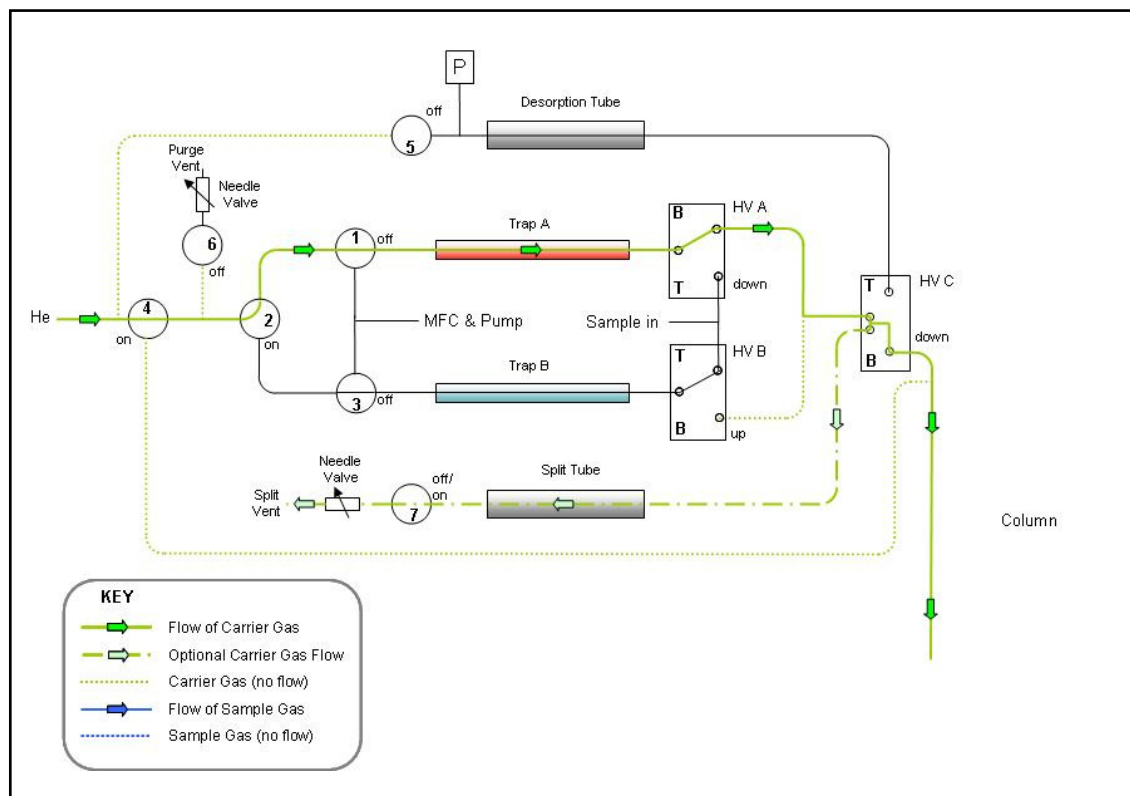 P
off
Desorption Tube
5
Purge
Vent
Needle
Valve
6
off
1
off
Trap A
B
T
HV A
down
He
4
on
2
on
MFC & Pump
Sample in
T
B
HV C
down
3
off
Trap B
T
B
HV B
up
Needle
Valve
Split
Vent
off/
on
7
Split Tube
Column
KEY
Flow of Carrier Gas
Optional Carrier Gas Flow
Carrier Gas (no flow)
Flow of Sample Gas
Sample Gas (no flow)